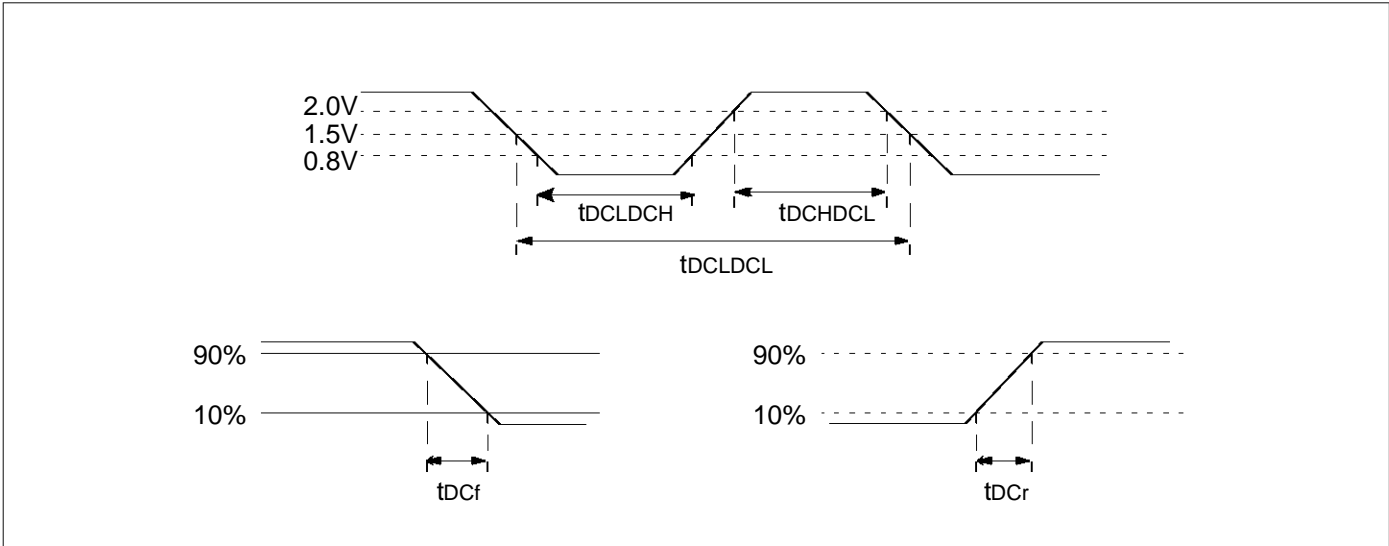 2.0V
1.5V
0.8V
tDCLDCH
tDCHDCL
tDCLDCL
90%
10%
tDCf
90%
10%
tDCr